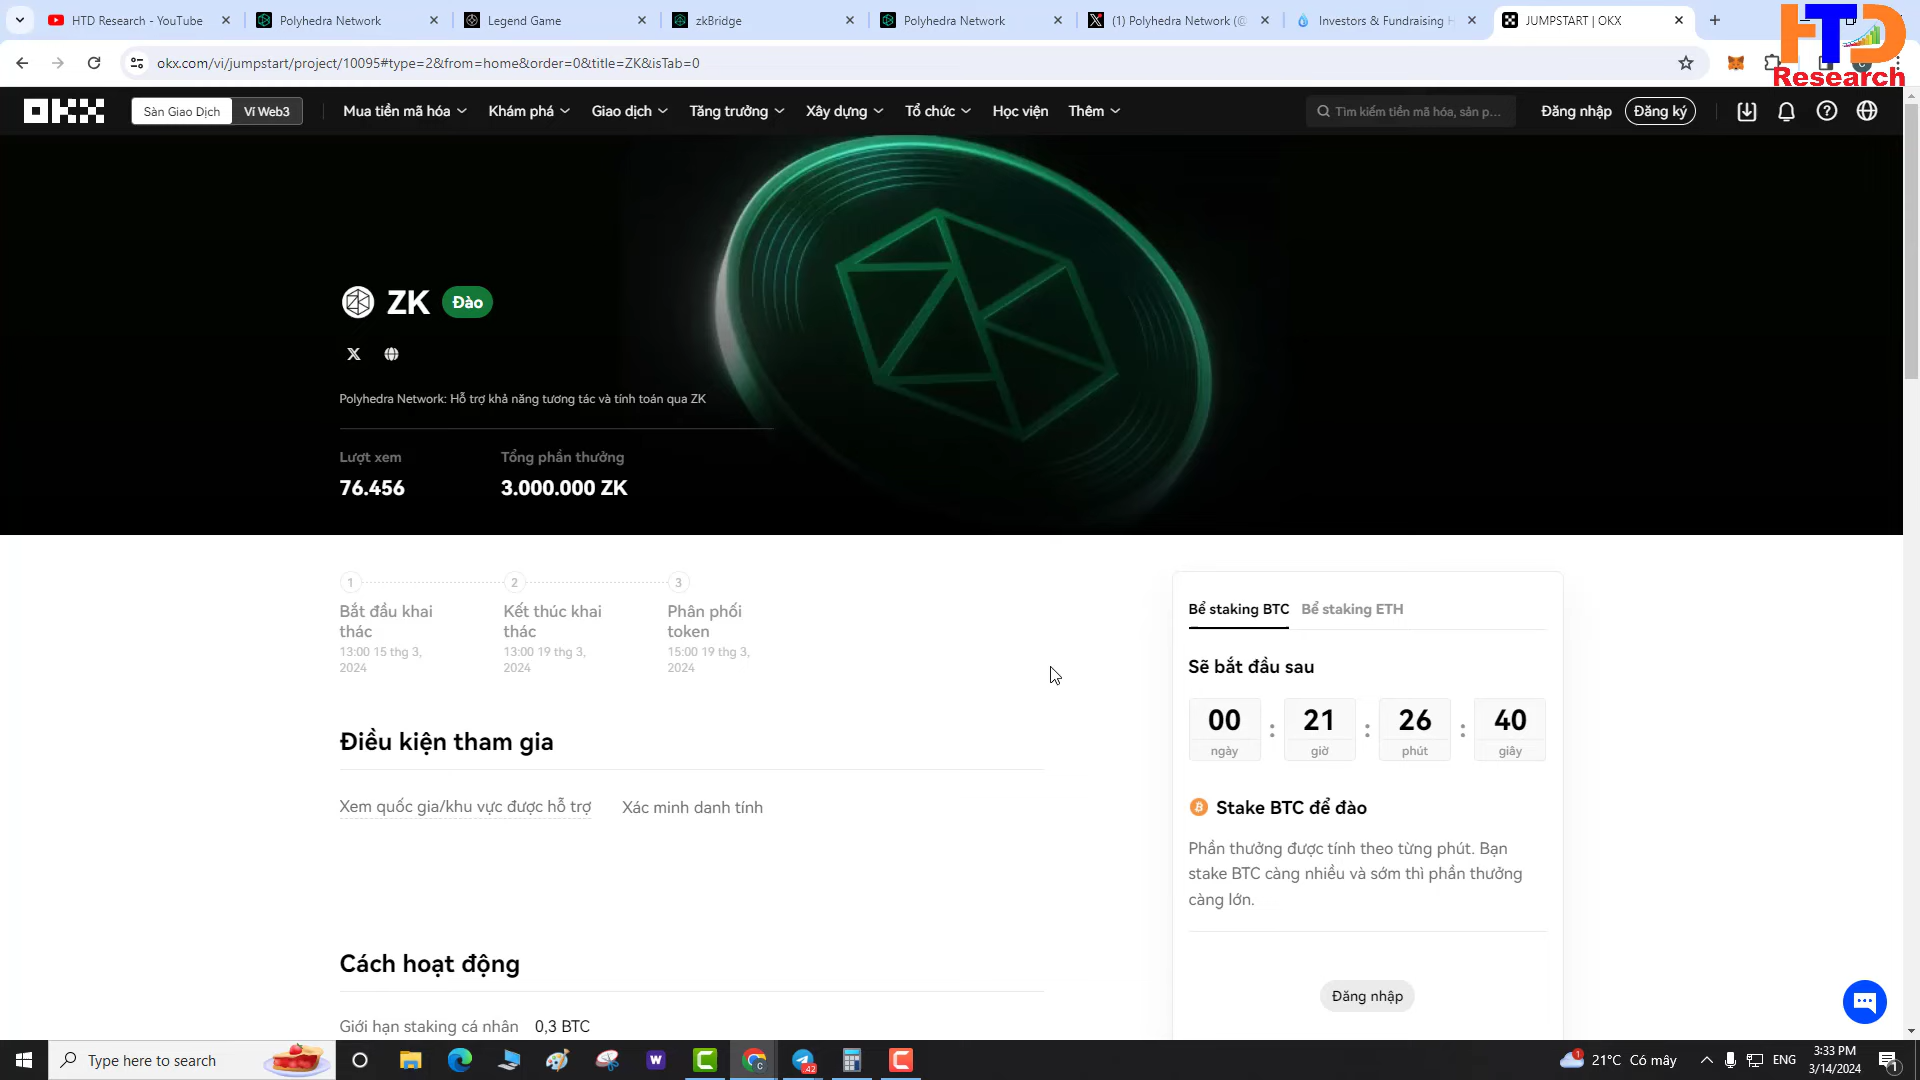 HTD Research - YouTube
Polyhedra Network
Legend Game
zkBridge
Polyhedra Network
(1) Polyhedra Network (@
Investors & Fundraising
JUMPSTART | OKX
HTD
Research
okx.com/vi/jumpstart/project/10095#type=2&from=home&order=0&title=ZK&isTab=0
OKX
Sàn Giao Dịch
Ví Web3
Mua tiền mã hóa
Khám phá
Giao dịch
Tăng trưởng
Xây dựng
Tổ chức
Học viện
Thêm
Tìm kiếm tiền mã hóa, sản p...
Đăng nhập
Đăng ký
ZK
Đào
Polyhedra Network: Hỗ trợ khả năng tương tác và tính toán qua ZK
Lượt xem
Tổng phần thưởng
76.456
3.000.000 ZK
1
2
3
Bắt đầu khai
thác
13:00 15 thg 3,
2024
Kết thúc khai
thác
13:00 19 thg 3,
2024
Phân phối
token
15:00 19 thg 3,
2024
Điều kiện tham gia
Xem quốc gia/khu vực được hỗ trợ
Xác minh danh tính
Cách hoạt động
Giới hạn staking cá nhân 0,3 BTC
Bể staking BTC
Bể staking ETH
Sẽ bắt đầu sau
00 : 21 : 26 : 40
ngày giờ phút giây
Stake BTC để đào
Phần thưởng được tính theo từng phút. Bạn
stake BTC càng nhiều và sớm thì phần thưởng
càng lớn.
Đăng nhập
Type here to search
42
1
21°C Có mây
ENG
3:33 PM
3/14/2024
1